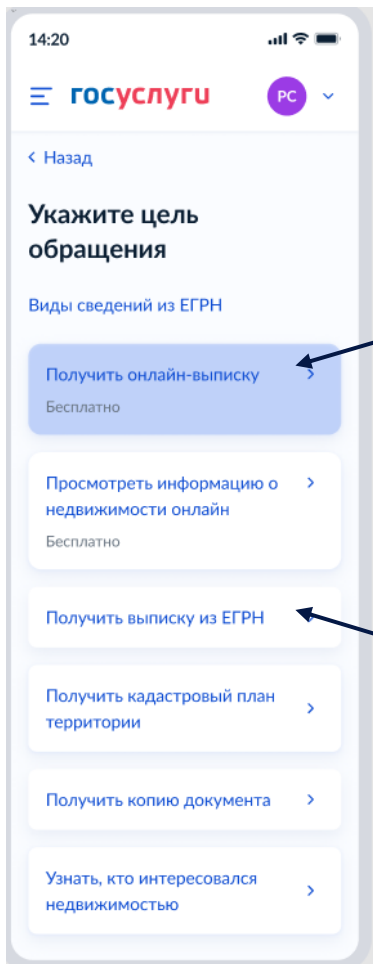 14:20
госуслуги
РС
Назад
Укажите цель
обращения
Виды сведений из ЕГРН
Получить онлайн-выписку
Бесплатно
Просмотреть информацию о
недвижимости онлайн
Бесплатно
Получить выписку из ЕГРН
Получить кадастровый план
территории
Получить копию документа
Узнать, кто интересовался
недвижимостью